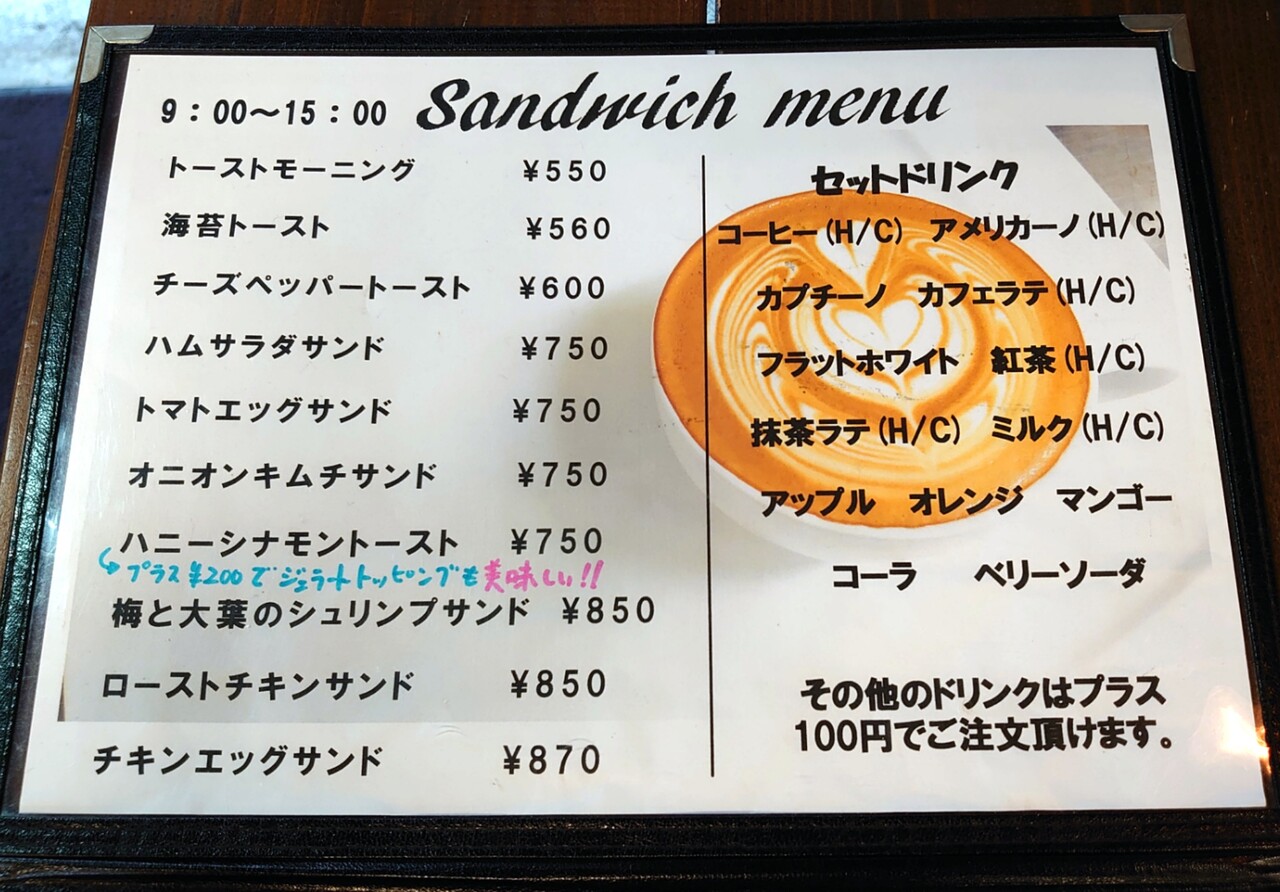 9：00～15：00 Sandwich menu
トーストモーニング ¥550
海苔トースト ¥560
チーズペッパートースト ¥600
ハムサラダサンド ¥750
トマトエッグサンド ¥750
オニオンキムチサンド ¥750
ハニーシナモントースト ¥750
プラス¥200でジェラートトッピングも美味しい!!
梅と大葉のシュリンプサンド ¥850
ローストチキンサンド ¥850
チキンエッグサンド ¥870
セットドリンク
コーヒー(H/C) アメリカーノ(H/C)
カプチーノ カフェラテ(H/C)
フラットホワイト 紅茶(H/C)
抹茶ラテ(H/C) ミルク(H/C)
アップル オレンジ マンゴー
コーラ ベリーソーダ
その他のドリンクはプラス
100円でご注文頂けます。